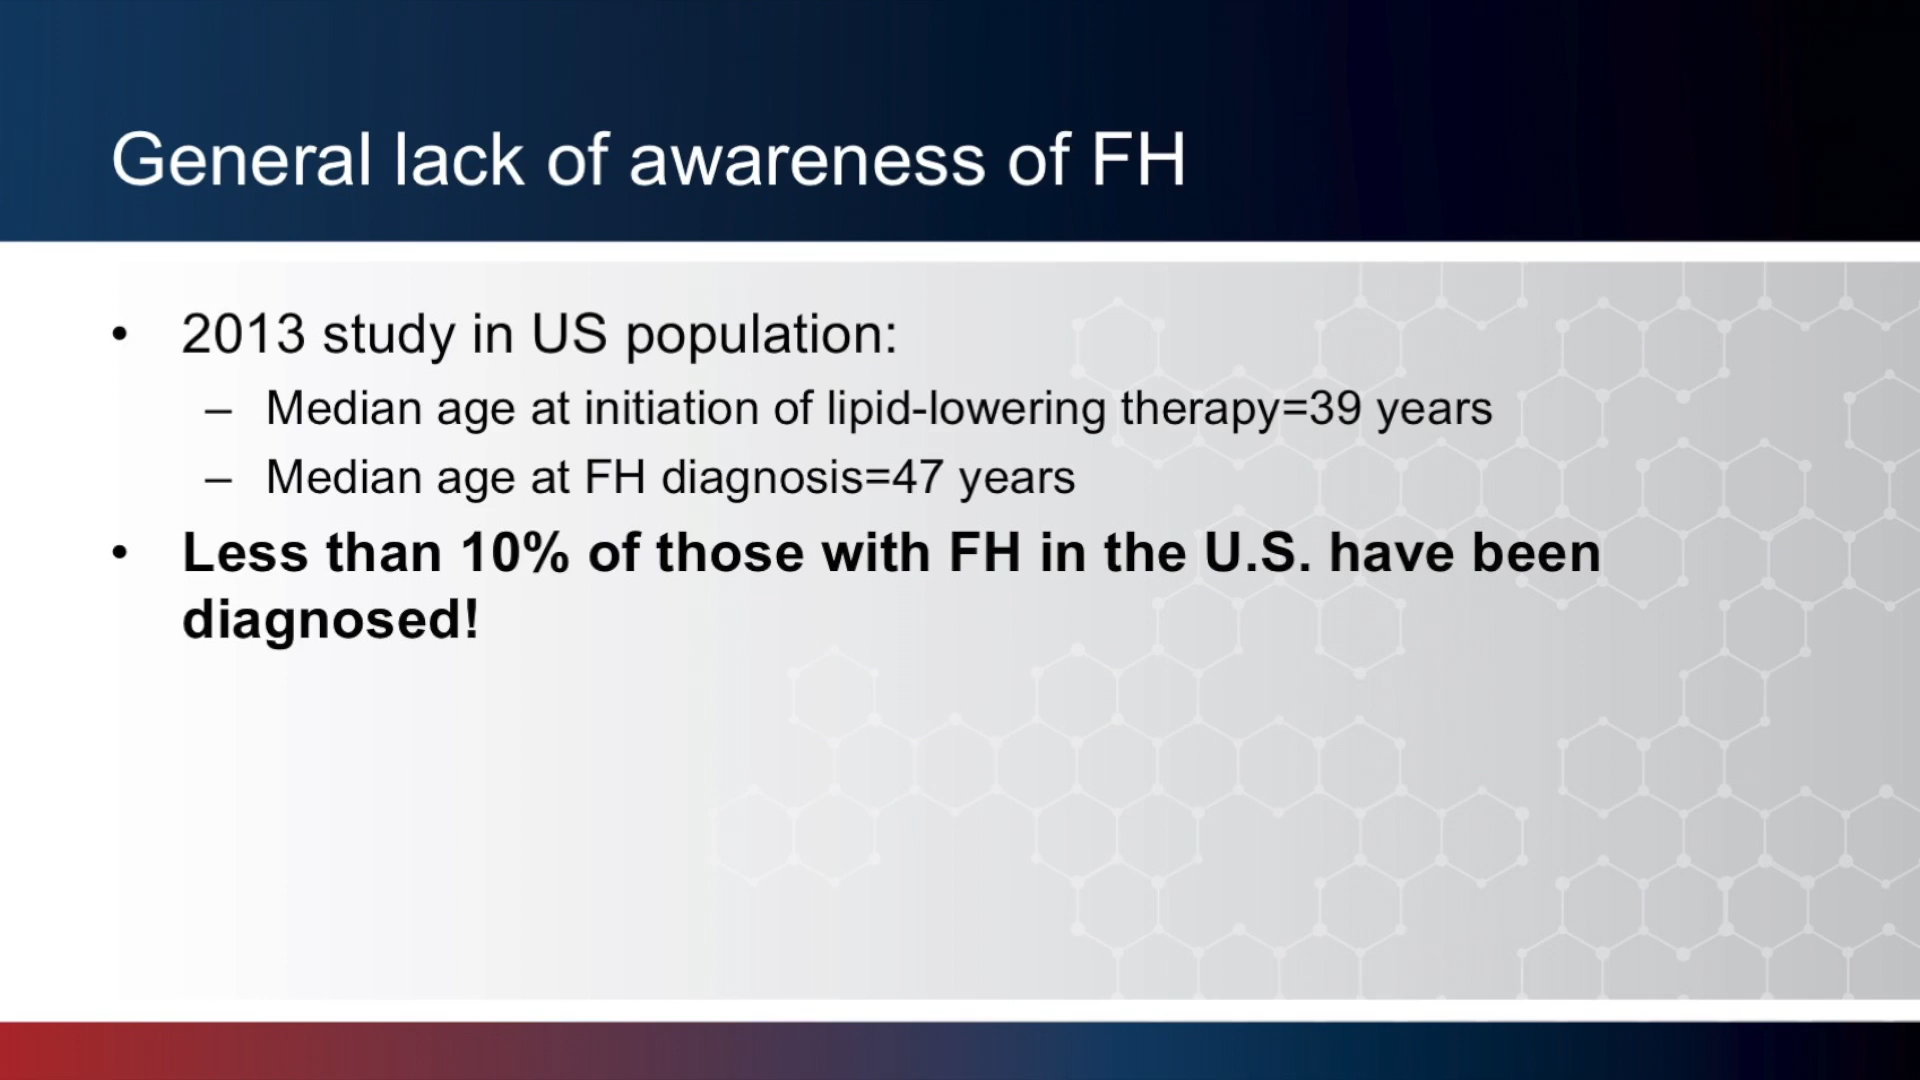 General lack of awareness of FH
• 2013 study in US population:
– Median age at initiation of lipid-lowering therapy=39 years
– Median age at FH diagnosis=47 years
• Less than 10% of those with FH in the U.S. have been
diagnosed!